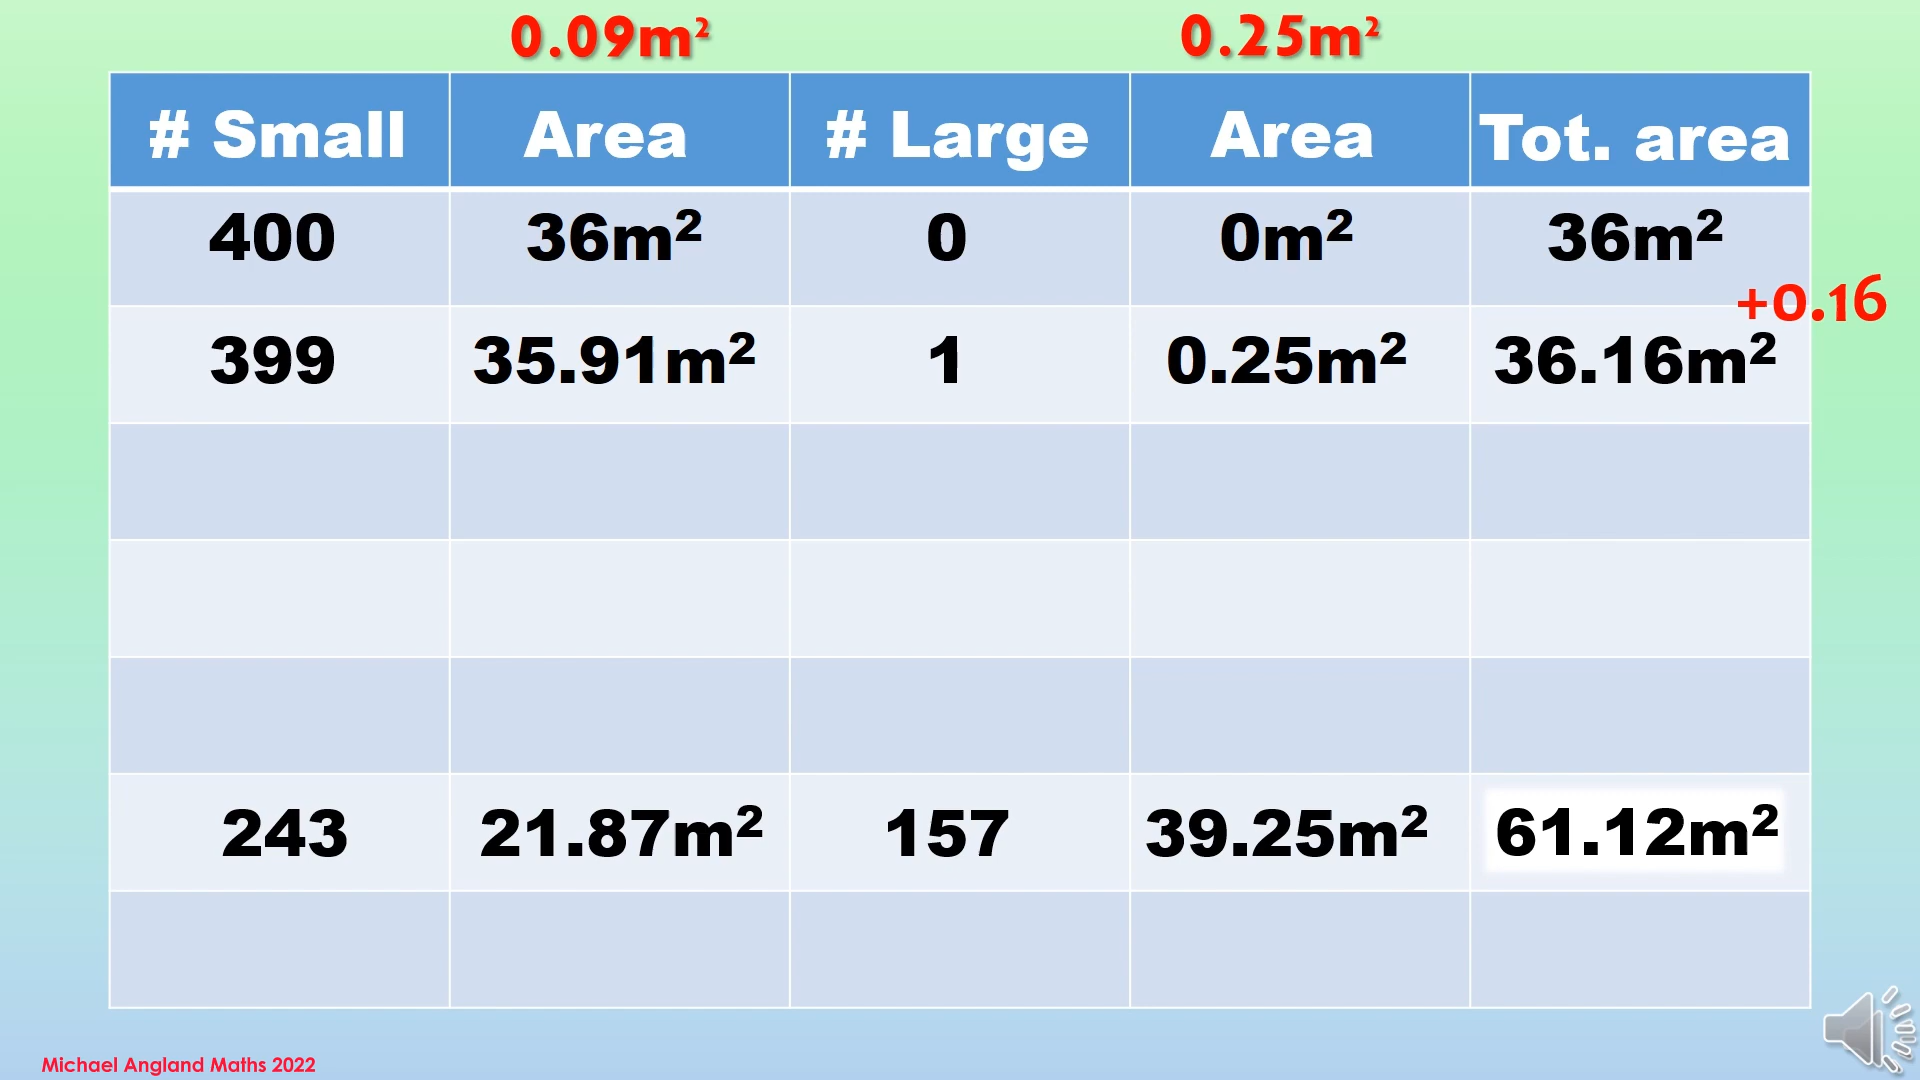 0.09m² 0.25m²
# Small Area # Large Area Tot. area
400 36m² 0 0m² 36m²
+0.16
399 35.91m² 1 0.25m² 36.16m²
243 21.87m² 157 39.25m² 61.12m²
Michael Angland Maths 2022